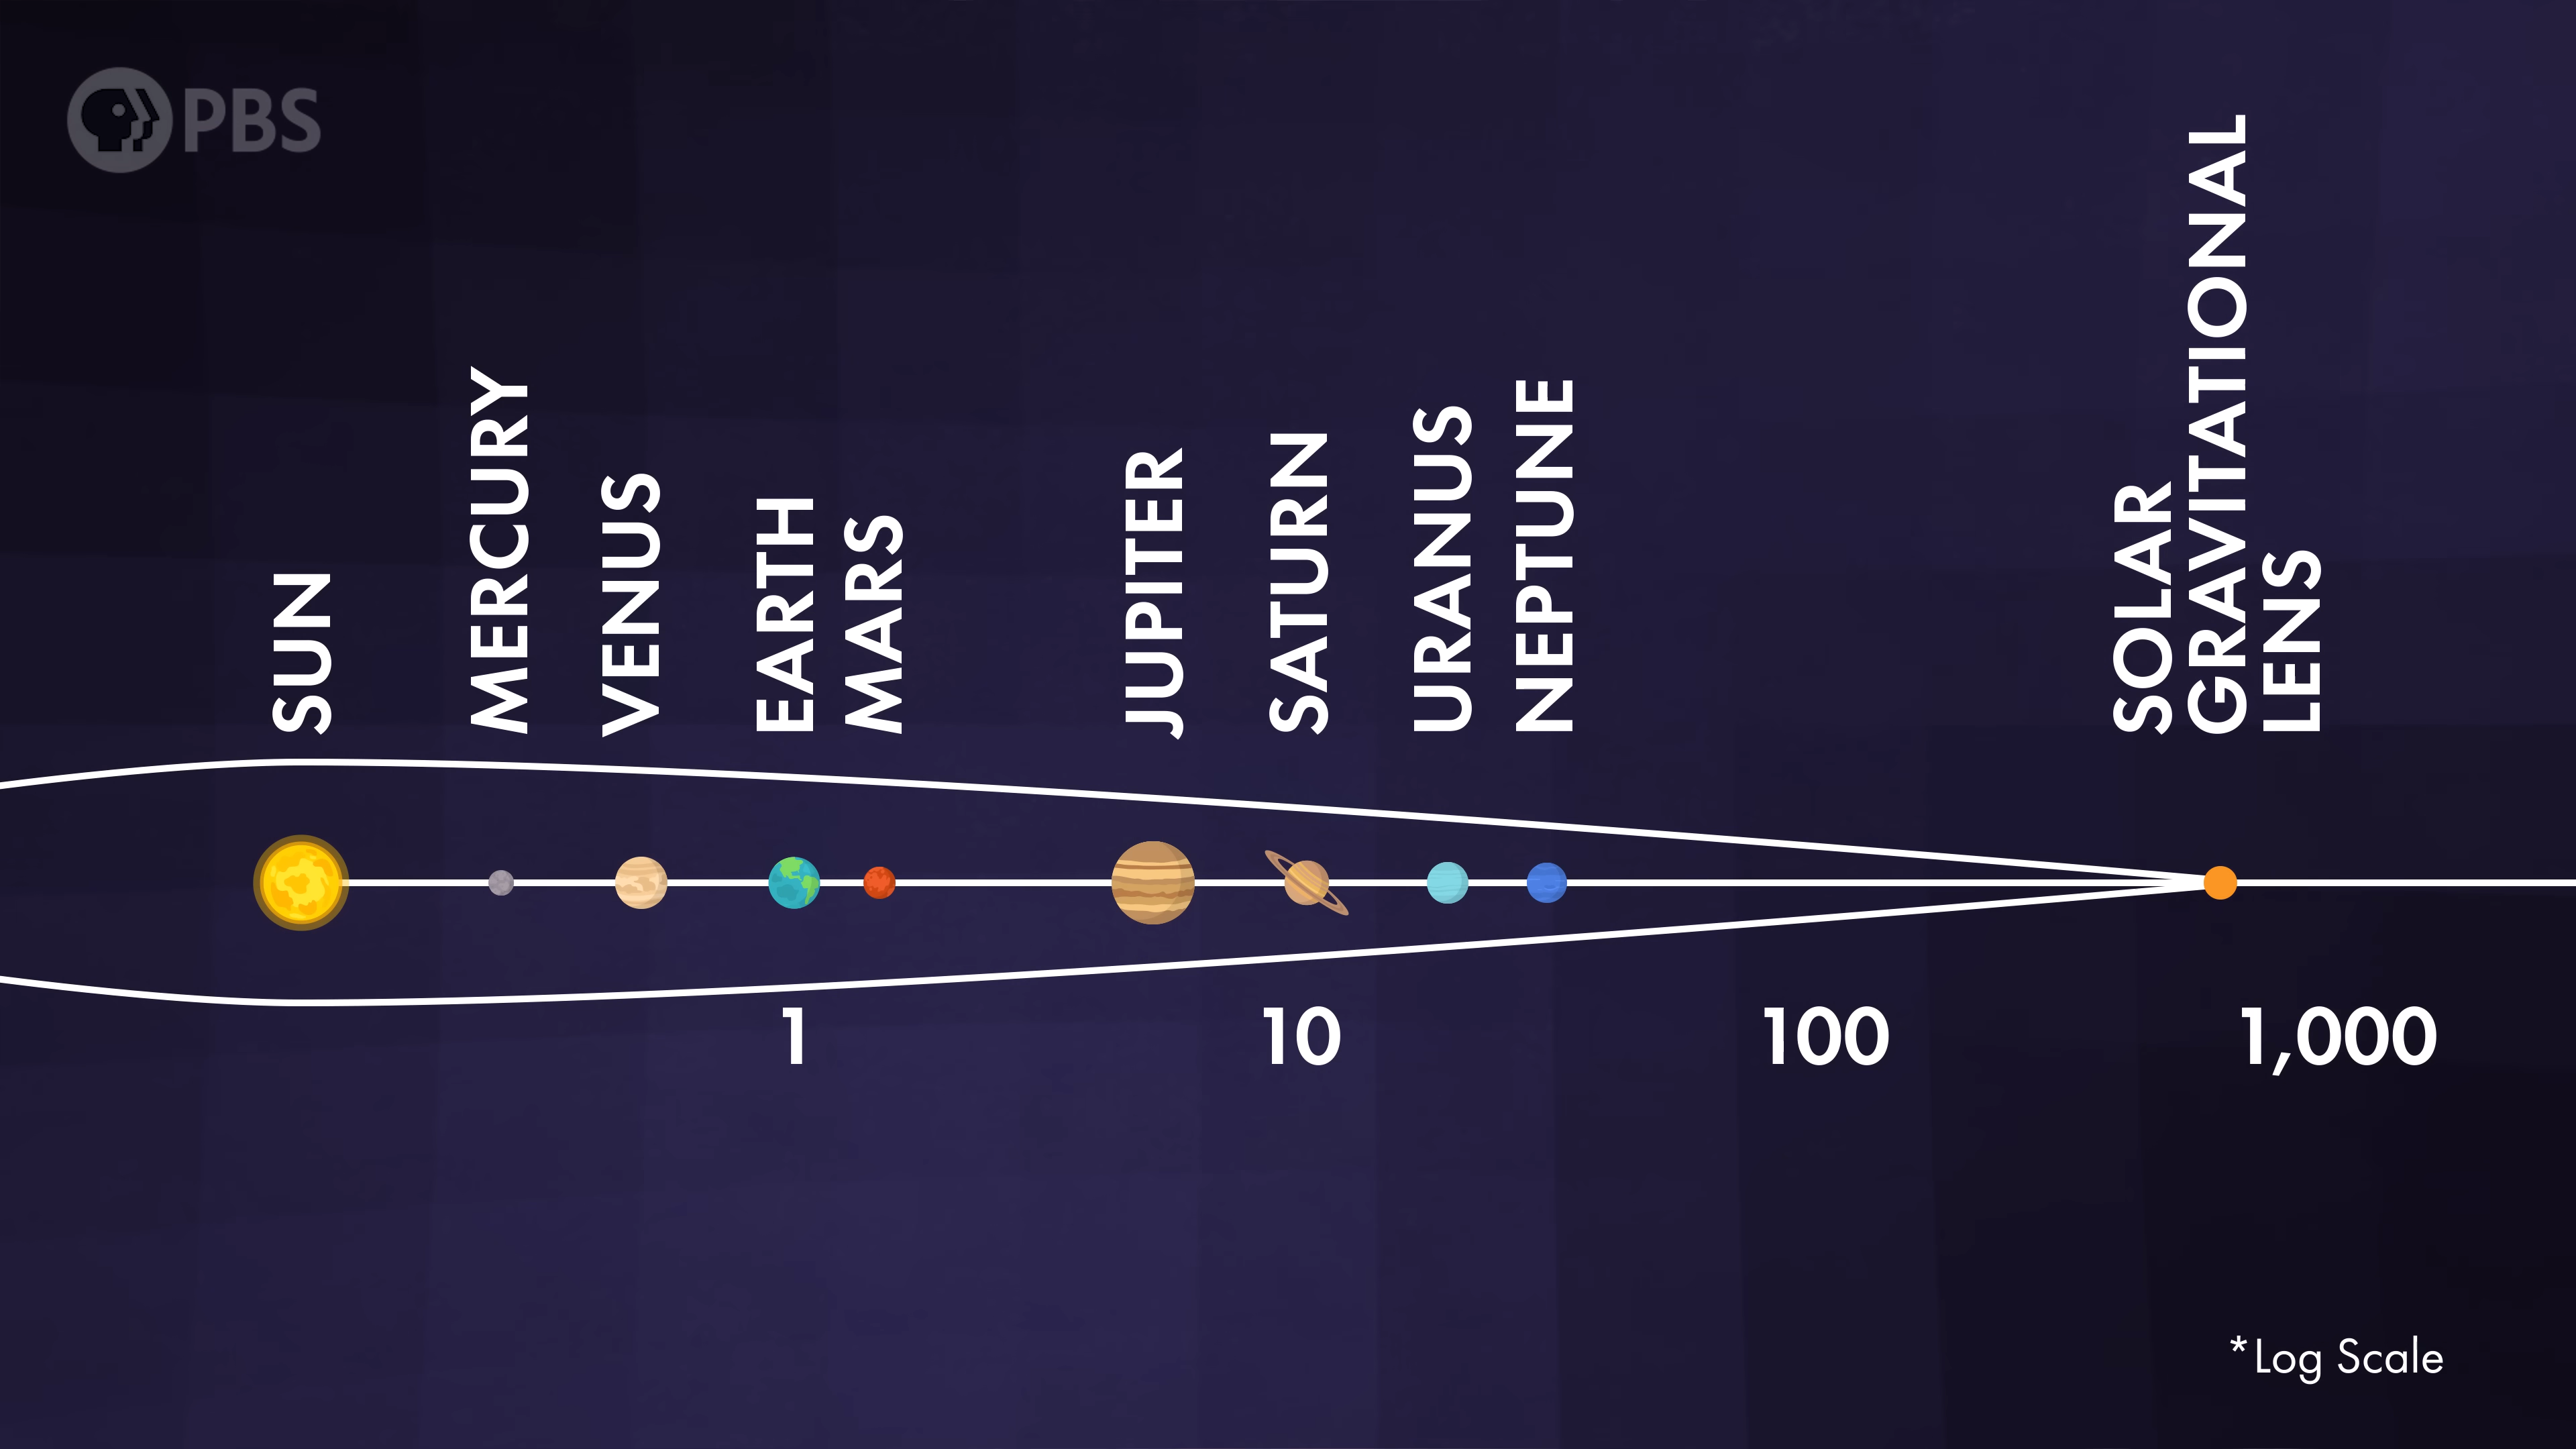 PBS
SUN
MERCURY
VENUS
EARTH
MARS
JUPITER
SATURN
URANUS
NEPTUNE
SOLAR
GRAVITATIONAL
LENS
1
10
100
1,000
*Log Scale